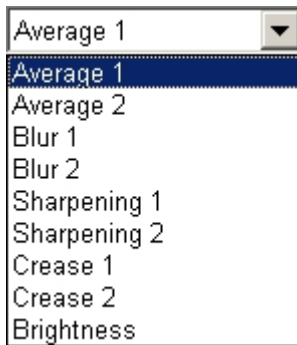 Average 1
Average 1
Average 2
Blur 1
Blur 2
Sharpening 1
Sharpening 2
Crease 1
Crease 2
Brightness